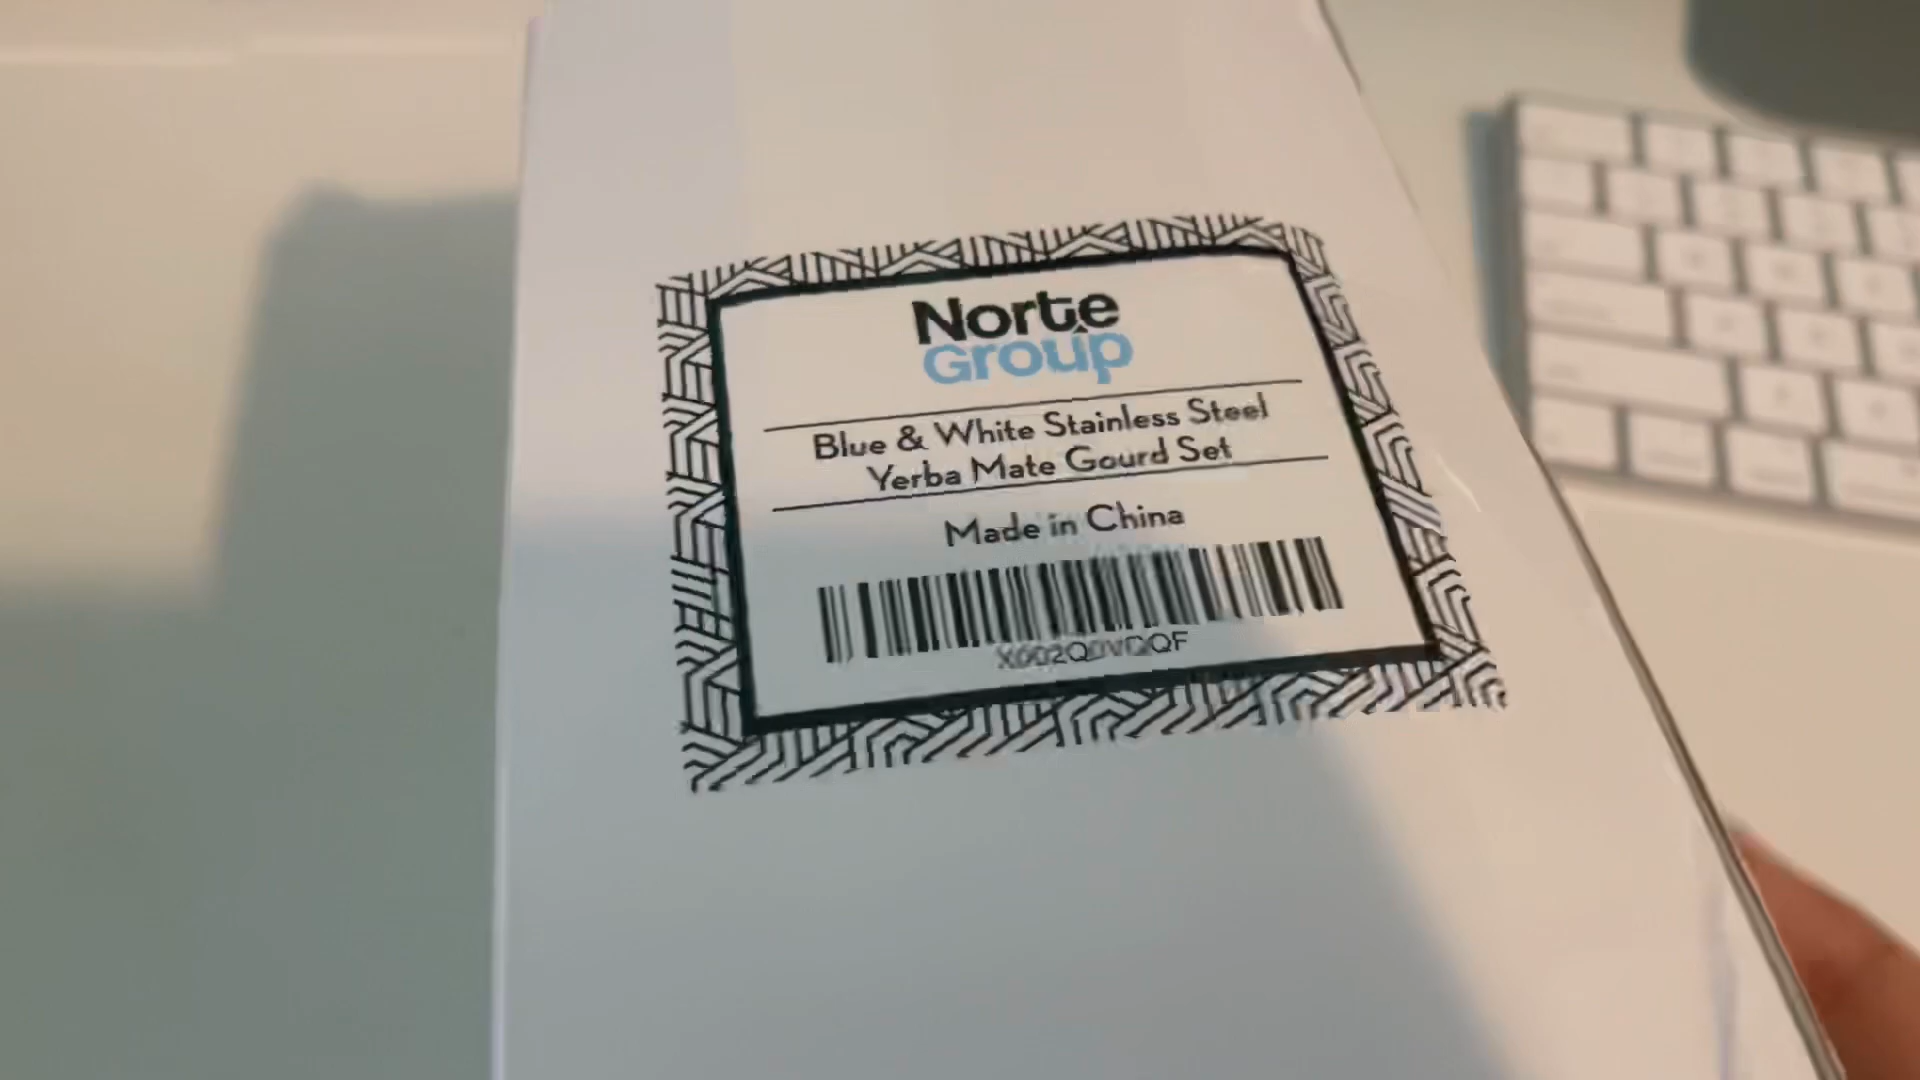 Norte
Group
Blue & White Stainless Steel
Yerba Mate Gourd Set
Made in China